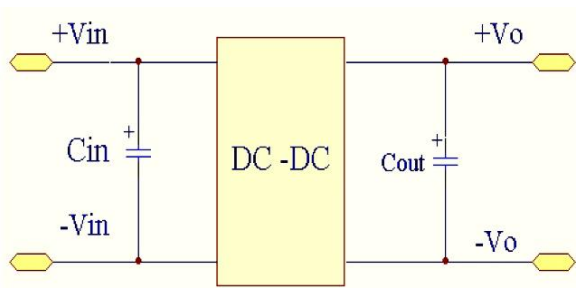 +Vin
+Vo
+
Cin
DC -DC
+
Cout
-Vin
-Vo